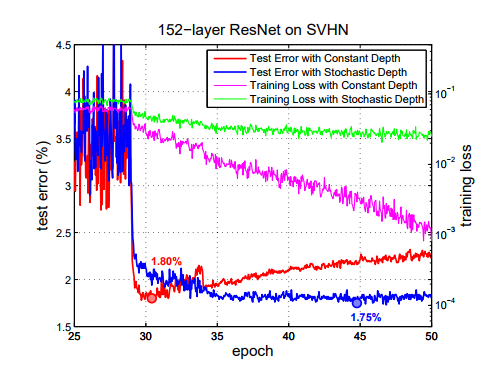 152−layer ResNet on SVHN
4.5
4
3.5
3
2.5
2
1.5
test error (%)
Test Error with Constant Depth
Test Error with Stochastic Depth
Training Loss with Constant Depth
Training Loss with Stochastic Depth
10−1
10−2
10−3
10−4
training loss
1.80%
1.75%
25
30
35
40
45
50
epoch